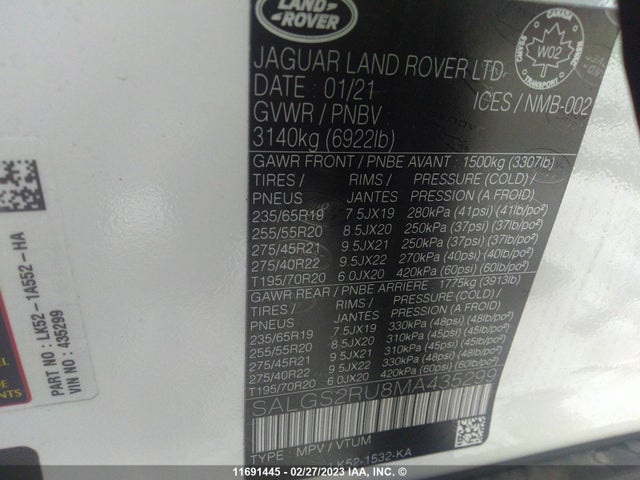 LAND
ROVER
JAGUAR LAND ROVER LTD.
DATE : 01/21
GVWR / PNBV :
3140kg (6922lb)
CANADA
W02
ICES / NMB-002
GAWR FRONT / PNBE AVANT : 1500kg (3307lb)
TIRES / RIMS / PRESSURE (COLD) /
PNEUS JANTES PRESSION (A FROID)
235/65R19 7.5JX19 280kPa (41psi) (41lb/po²)
255/55R20 8.5JX20 250kPa (37psi) (37lb/po²)
275/45R21 9.5JX21 250kPa (37psi) (37lb/po²)
275/40R22 9.5JX22 270kPa (40psi) (40lb/po²)
T195/70R20 6.0JX20 420kPa (60psi) (60lb/po²)
GAWR REAR / PNBE ARRIERE : 1775kg (3913lb)
TIRES / RIMS / PRESSURE (COLD) /
PNEUS JANTES PRESSION (A FROID)
235/65R19 7.5JX19 330kPa (48psi) (48lb/po²)
255/55R20 8.5JX20 310kPa (45psi) (45lb/po²)
275/45R21 9.5JX21 310kPa (45psi) (45lb/po²)
275/40R22 9.5JX22 330kPa (48psi) (48lb/po²)
T195/70R20 6.0JX20 420kPa (60psi) (60lb/po²)
SALGS2RU8MA435299
TYPE : MPV / VTUM
LK52-1532-KA
PART NO : LK52-1A552-HA
VIN NO : 435299
11691445 - 02/27/2023 IAA, Inc.